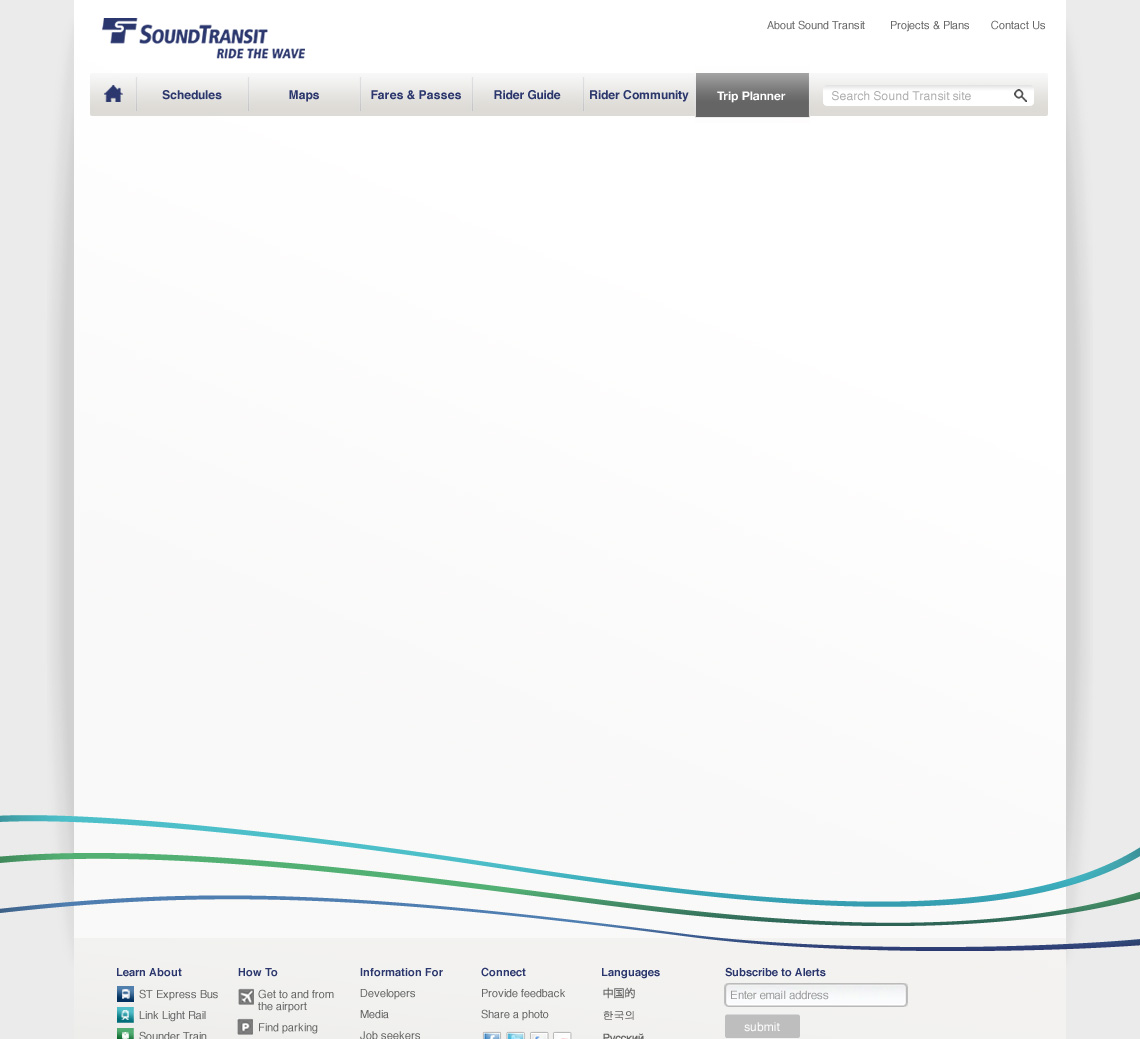 SOUNDTRANSIT
RIDE THE WAVE
About Sound Transit Projects & Plans Contact Us
Schedules Maps Fares & Passes Rider Guide Rider Community Trip Planner Search Sound Transit site
Learn About
ST Express Bus
Link Light Rail
Sounder Train
How To
Get to and from
the airport
P Find parking
Information For
Developers
Media
Job seekers
Connect
Provide feedback
Share a photo
Languages
中国的
한국의
Русский
Subscribe to Alerts
Enter email address
submit